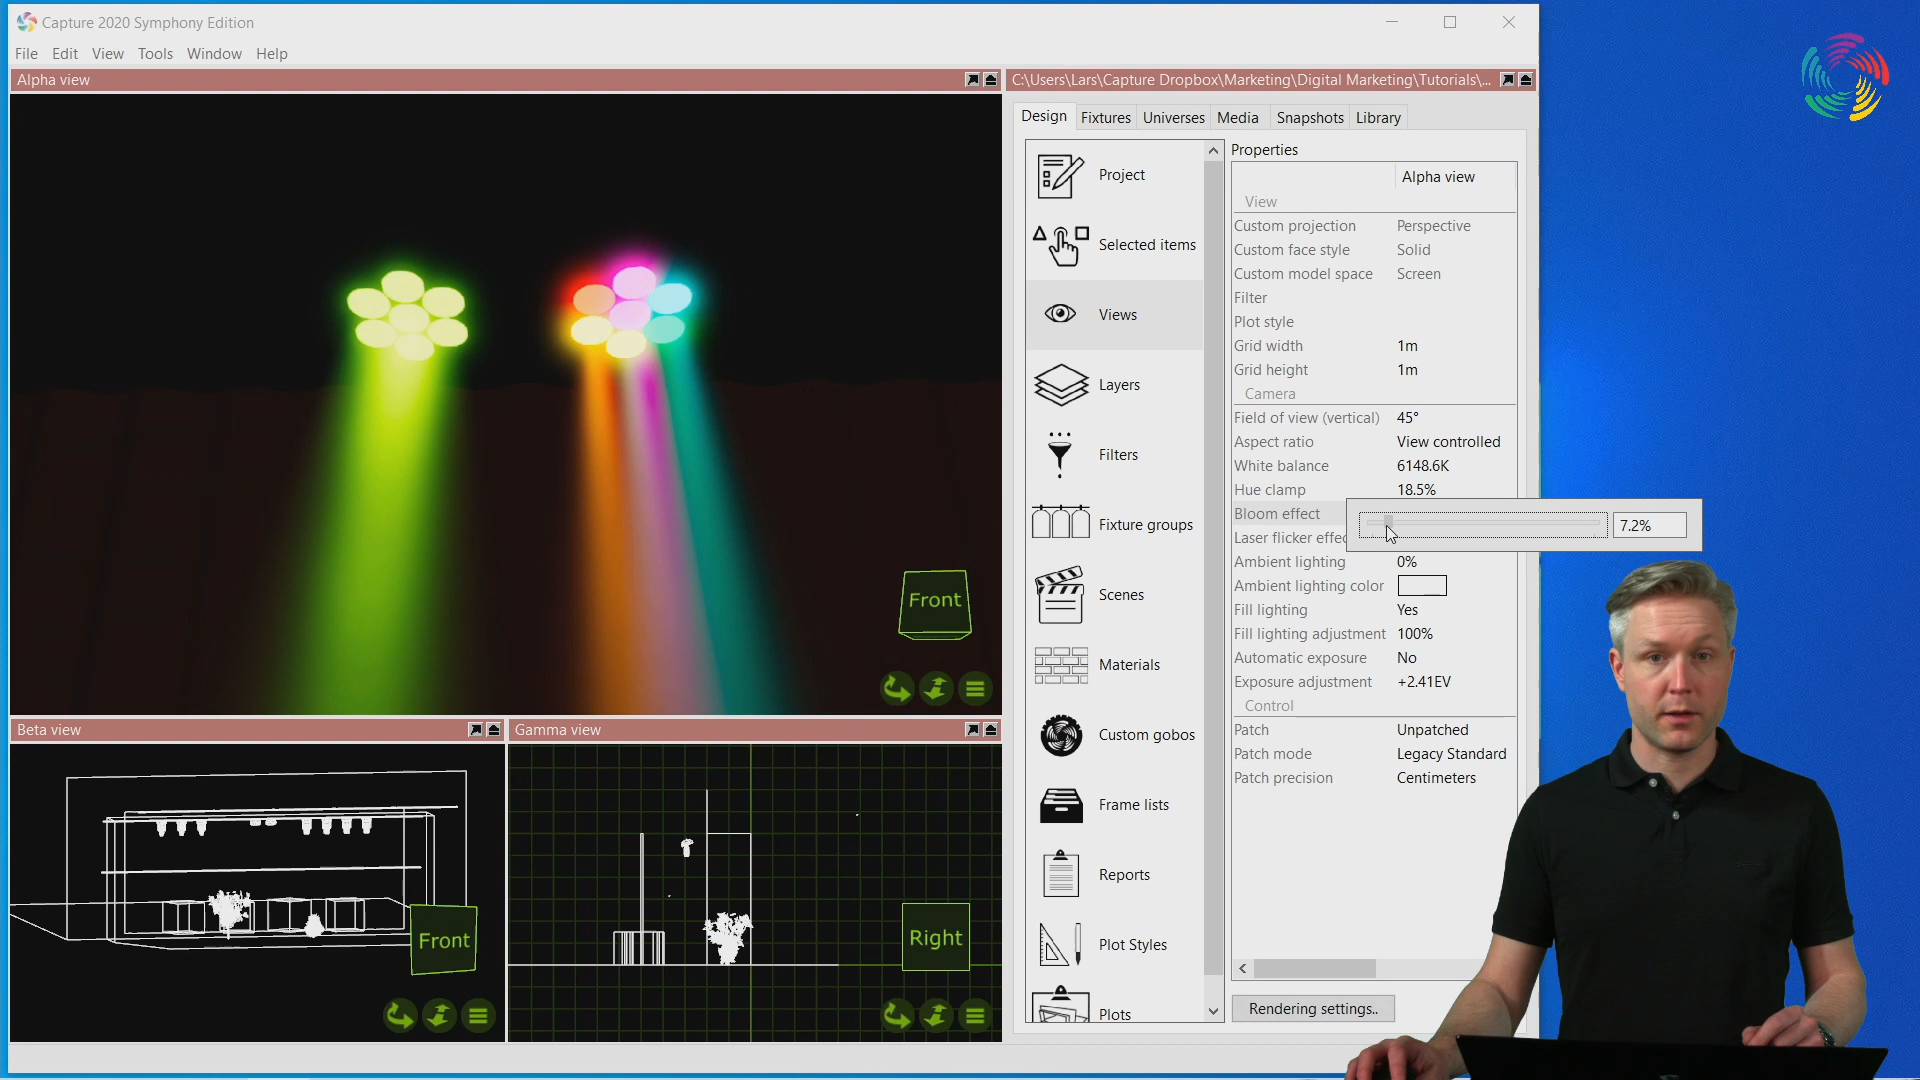 Capture 2020 Symphony Edition
File Edit View Tools Window Help
Alpha view
C:\Users\Lars\Capture Dropbox\Marketing\Digital Marketing\Tutorials\...
Design Fixtures Universes Media Snapshots Library
Project
Selected items
Views
Layers
Filters
Fixture groups
Scenes
Materials
Custom gobos
Frame lists
Reports
Plot Styles
Plots
Properties
Alpha view
View
Custom projection Perspective
Custom face style Solid
Custom model space Screen
Filter
Plot style
Grid width 1m
Grid height 1m
Camera
Field of view (vertical) 45°
Aspect ratio View controlled
White balance 6148.6K
Hue clamp 18.5%
Bloom effect 7.2%
Laser flicker effec
Ambient lighting 0%
Ambient lighting color
Fill lighting Yes
Fill lighting adjustment 100%
Automatic exposure No
Exposure adjustment +2.41EV
Control
Patch Unpatched
Patch mode Legacy Standard
Patch precision Centimeters
Rendering settings..
Front
Beta view
Front
Gamma view
Right